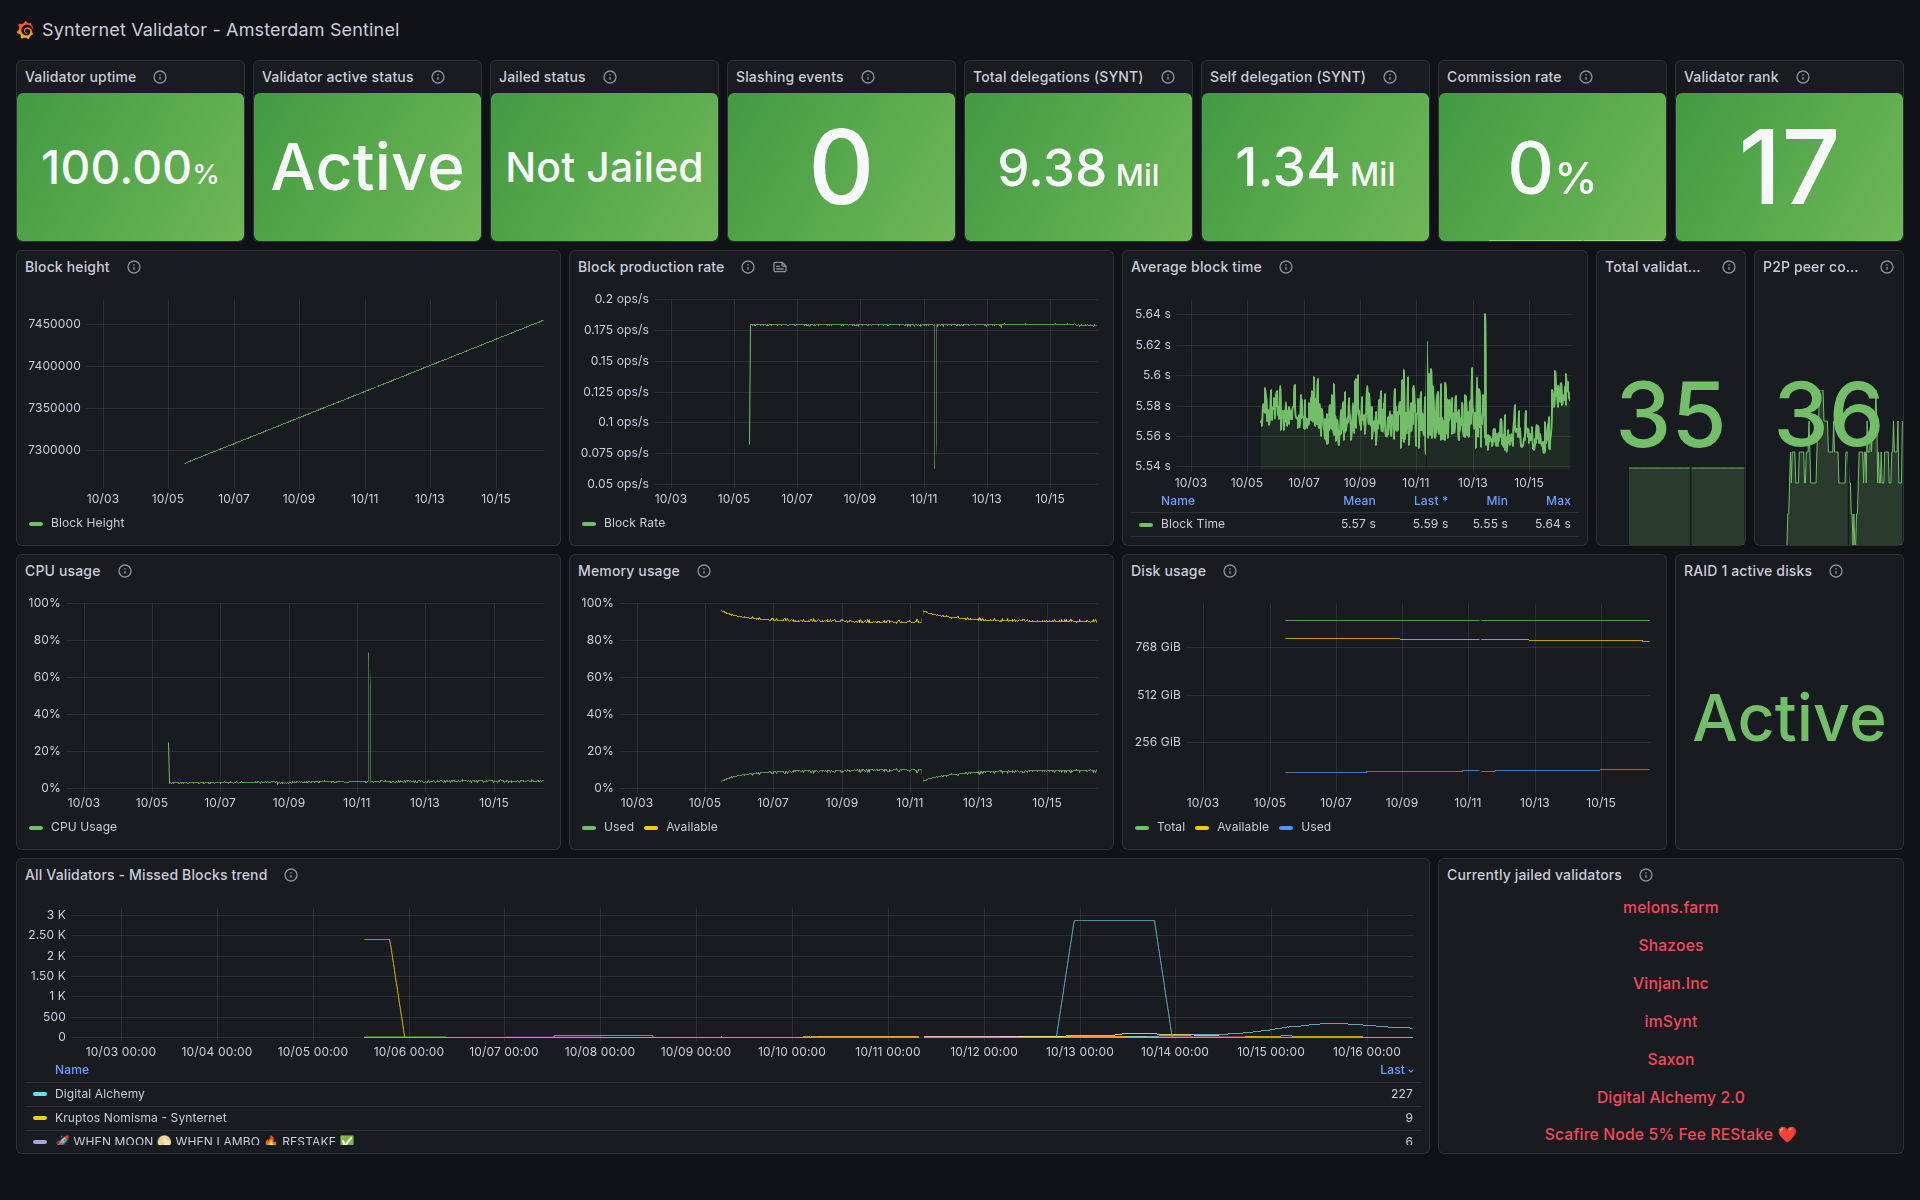 Synternet Validator - Amsterdam Sentinel
Validator uptime
100.00%
Validator active status
Active
Jailed status
Not Jailed
Slashing events
0
Total delegations (SYNT)
9.38 Mil
Self delegation (SYNT)
1.34 Mil
Commission rate
0%
Validator rank
17
Block height
7450000
7400000
7350000
7300000
10/03 10/05 10/07 10/09 10/11 10/13 10/15
Block Height
Block production rate
0.2 ops/s
0.175 ops/s
0.15 ops/s
0.125 ops/s
0.1 ops/s
0.075 ops/s
0.05 ops/s
10/03 10/05 10/07 10/09 10/11 10/13 10/15
Block Rate
Average block time
5.64 s
5.62 s
5.6 s
5.58 s
5.56 s
5.54 s
10/03 10/05 10/07 10/09 10/11 10/13 10/15
Name Mean Last * Min Max
Block Time 5.57 s 5.59 s 5.55 s 5.64 s
Total validat...
35
P2P peer co...
36
CPU usage
100%
80%
60%
40%
20%
0%
10/03 10/05 10/07 10/09 10/11 10/13 10/15
CPU Usage
Memory usage
100%
80%
60%
40%
20%
0%
10/03 10/05 10/07 10/09 10/11 10/13 10/15
Used Available
Disk usage
768 GiB
512 GiB
256 GiB
10/03 10/05 10/07 10/09 10/11 10/13 10/15
Total Available Used
RAID 1 active disks
Active
All Validators - Missed Blocks trend
3 K
2.50 K
2 K
1.50 K
1 K
500
0
10/03 00:00 10/04 00:00 10/05 00:00 10/06 00:00 10/07 00:00 10/08 00:00 10/09 00:00 10/10 00:00 10/11 00:00 10/12 00:00 10/13 00:00 10/14 00:00 10/15 00:00 10/16 00:00
Name Last
Digital Alchemy 227
Kruptos Nomisma - Synternet 9
🚀 WHEN MOON 🌕 WHEN LAMBO 🔥 RESTAKE ✅ 6
Currently jailed validators
melons.farm
Shazoes
Vinjan.Inc
imSynt
Saxon
Digital Alchemy 2.0
Scafire Node 5% Fee REStake ❤️